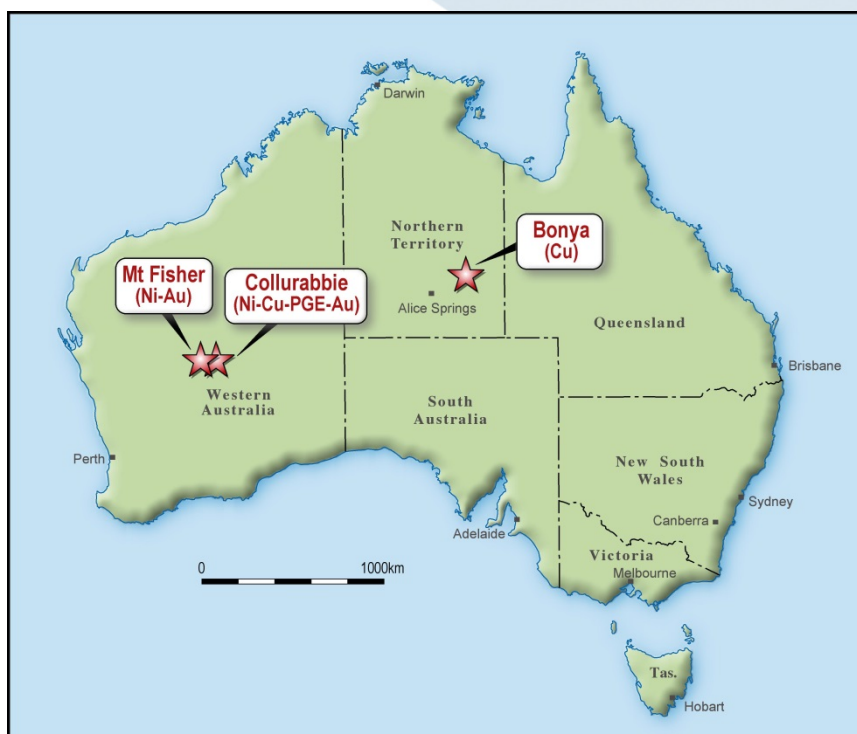 Darwin
Northern
Territory
Bonya
(Cu)
Mt Fisher
(Ni-Au)
Collurabbie
(Ni-Cu-PGE-Au)
Alice Springs
Queensland
Western
Australia
South
Australia
Brisbane
Perth
New South
Wales
Sydney
Adelaide
Canberra
Victoria
Melbourne
0
1000km
Tas.
Hobart